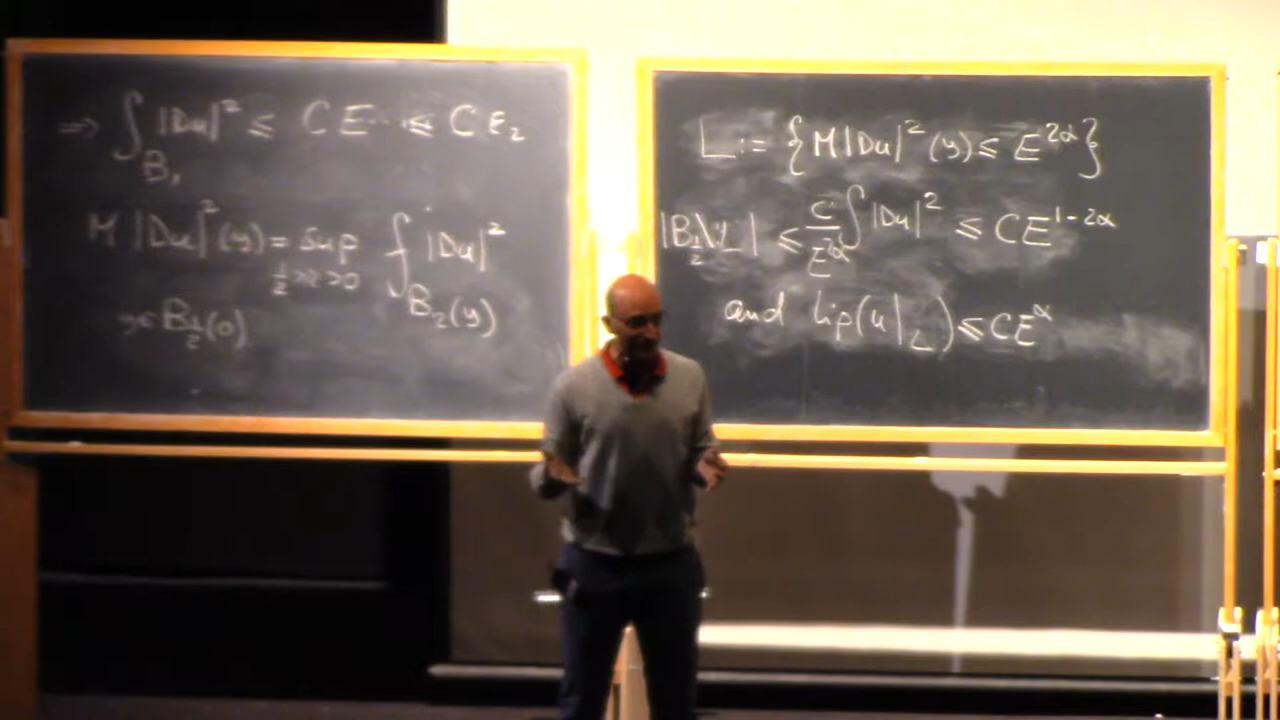 ⇒ ∫_{B_1} |Du|² ≤ C E ≤ C ε_2
M |Du|²(y) = sup_{1/2 > r > 0} ⨍_{B_r(y)} |Du|²
y ∈ B_{1/2}(0)
L := { M|Du|²(y) ≤ E^{2α} }
|B_{1/2} \ L| ≤ C/E^{2α} ∫ |Du|² ≤ C E^{1-2α}
and Lip(u|_L) ≤ C E^α